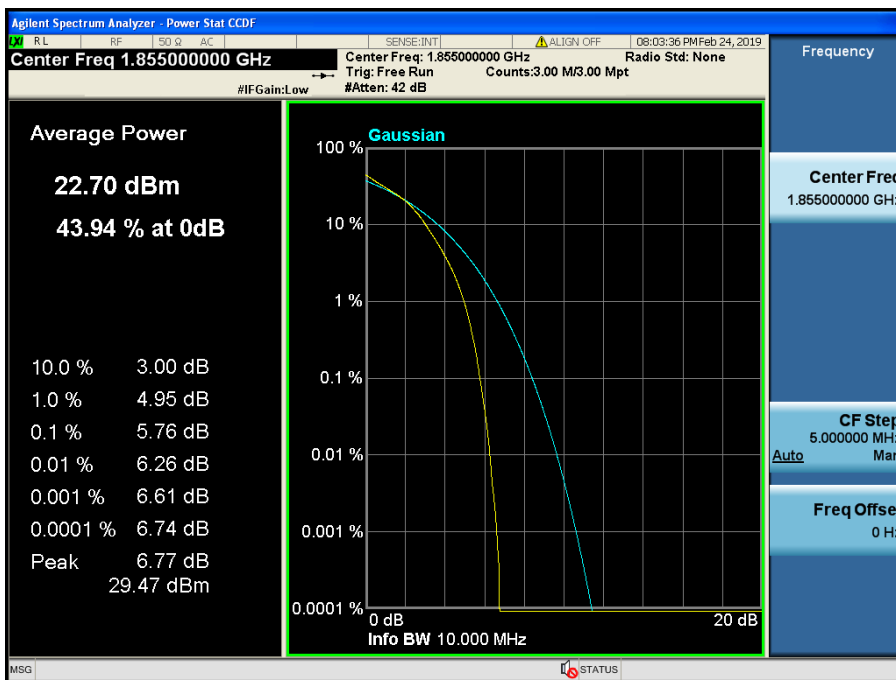 Agilent Spectrum Analyzer - Power Stat CCDF
LXI RL RF 50 Ω AC SENSE:INT ALIGN OFF 08:03:36 PM Feb 24, 2019
Center Freq 1.855000000 GHz
Center Freq: 1.855000000 GHz Radio Std: None
Trig: Free Run Counts:3.00 M/3.00 Mpt
#IFGain:Low #Atten: 42 dB
Average Power
22.70 dBm
43.94 % at 0dB
10.0 % 3.00 dB
1.0 % 4.95 dB
0.1 % 5.76 dB
0.01 % 6.26 dB
0.001 % 6.61 dB
0.0001 % 6.74 dB
Peak 6.77 dB
29.47 dBm
Gaussian
100 %
10 %
1 %
0.1 %
0.01 %
0.001 %
0.0001 %
0 dB 20 dB
Info BW 10.000 MHz
Frequency
Center Freq
1.855000000 GHz
CF Step
5.000000 MHz
Auto Man
Freq Offset
0 Hz
MSG STATUS